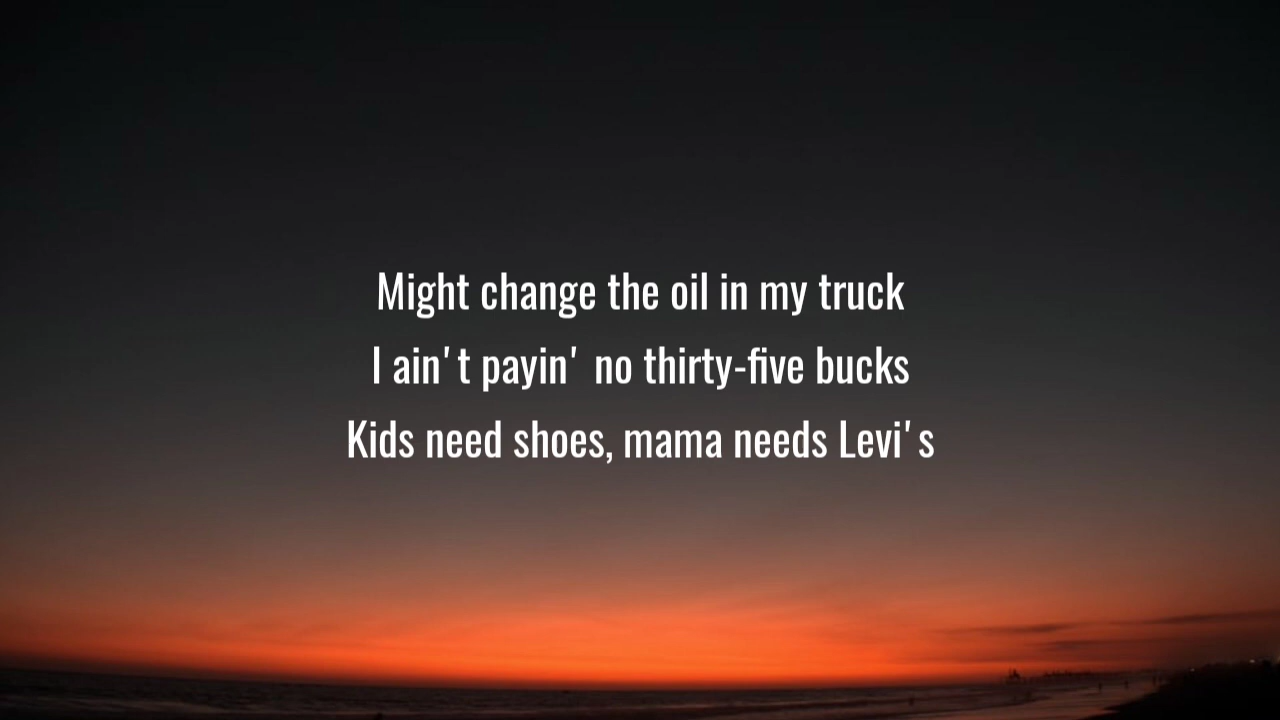 Might change the oil in my truck
I ain't payin' no thirty-five bucks
Kids need shoes, mama needs Levi's